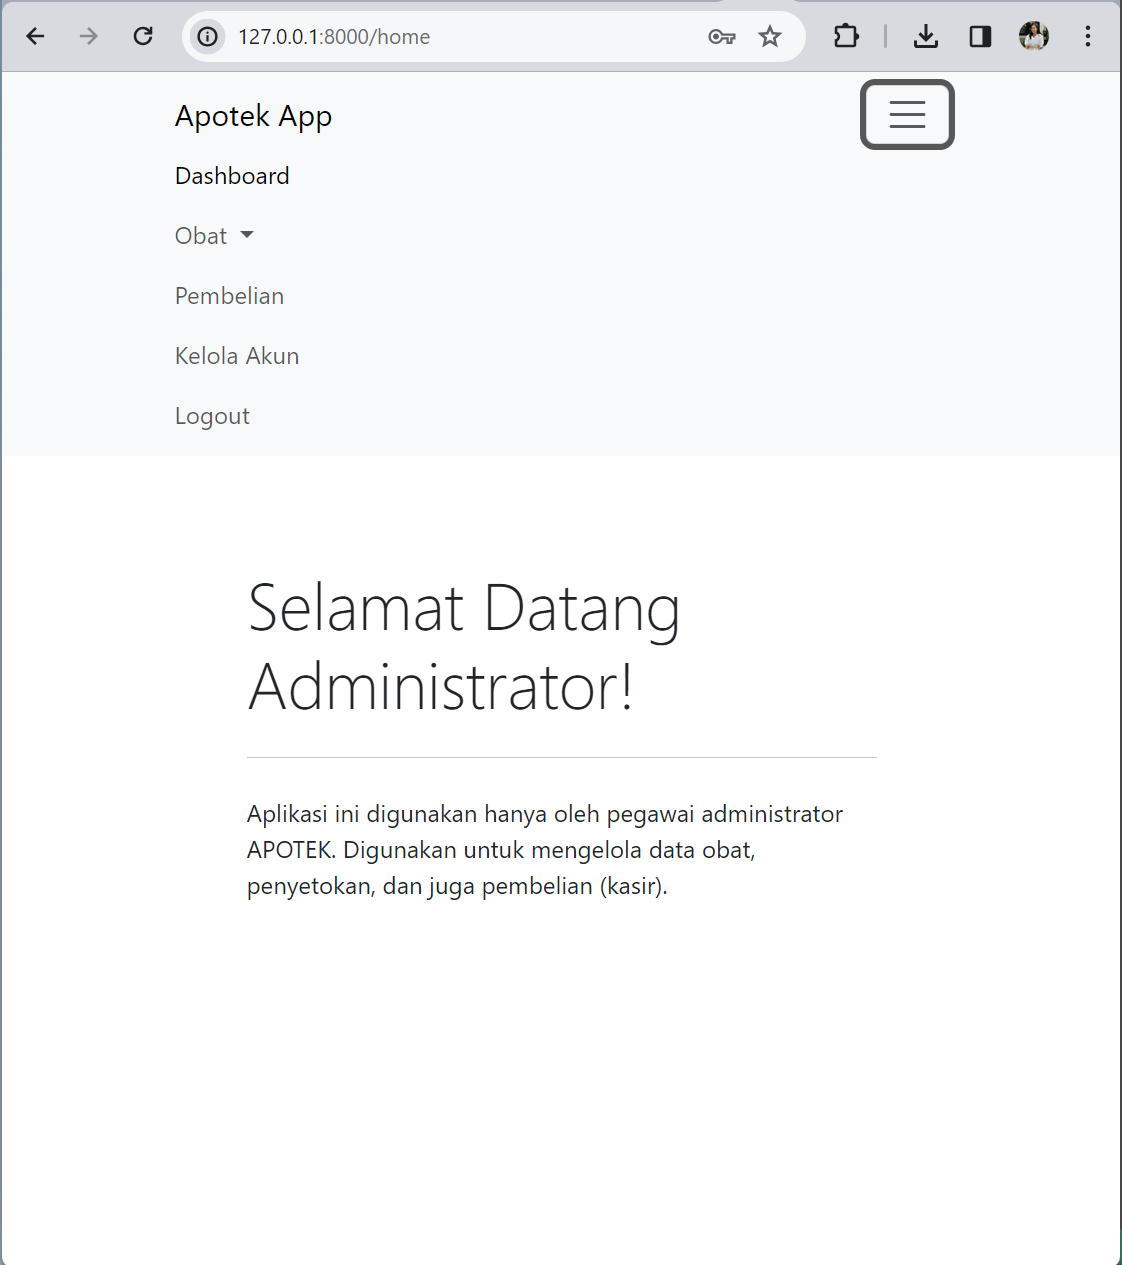 127.0.0.1:8000/home
Apotek App
Dashboard
Obat
Pembelian
Kelola Akun
Logout
Selamat Datang
Administrator!
Aplikasi ini digunakan hanya oleh pegawai administrator
APOTEK. Digunakan untuk mengelola data obat,
penyetokan, dan juga pembelian (kasir).